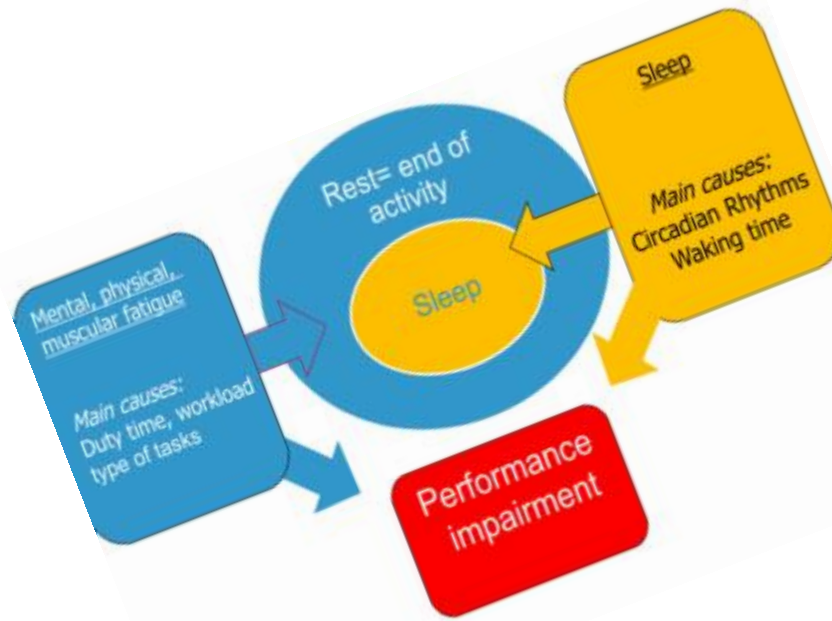 Sleep
Main causes:
Circadian Rhythms
Waking time
Rest= end of
activity
Sleep
Mental, physical,
muscular fatigue
Main causes:
Duty time, workload
type of tasks
Performance
impairment